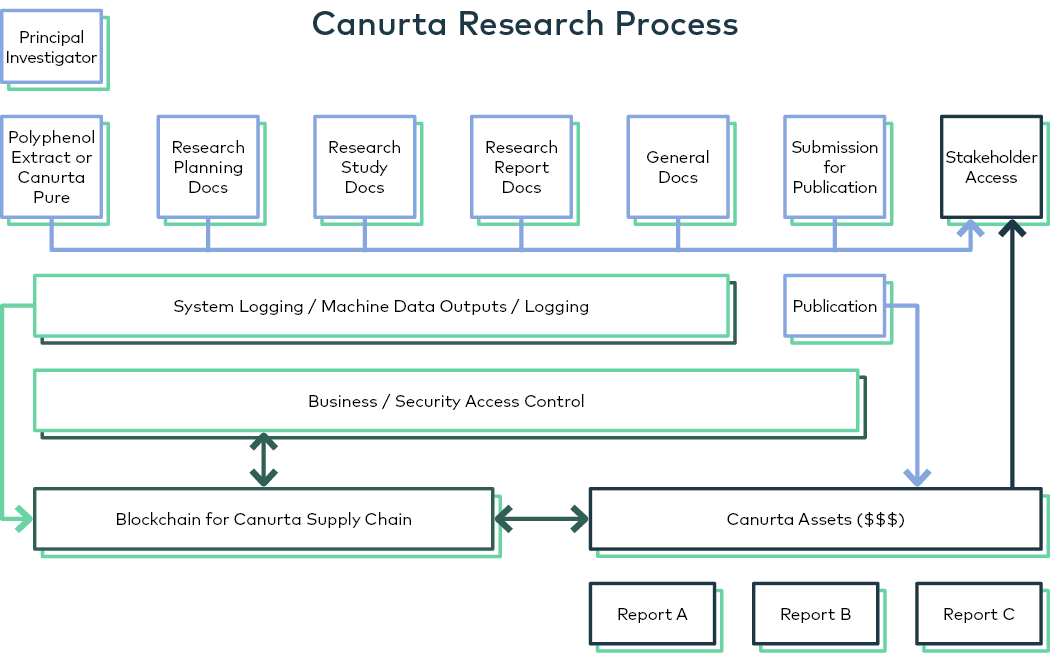 Canurta Research Process
Principal
Investigator
Polyphenol
Extract or
Canurta
Pure
Research
Planning
Docs
Research
Study
Docs
Research
Report
Docs
General
Docs
Submission
for
Publication
Stakeholder
Access
System Logging / Machine Data Outputs / Logging
Publication
Business / Security Access Control
Blockchain for Canurta Supply Chain
Canurta Assets ($$$)
Report A
Report B
Report C